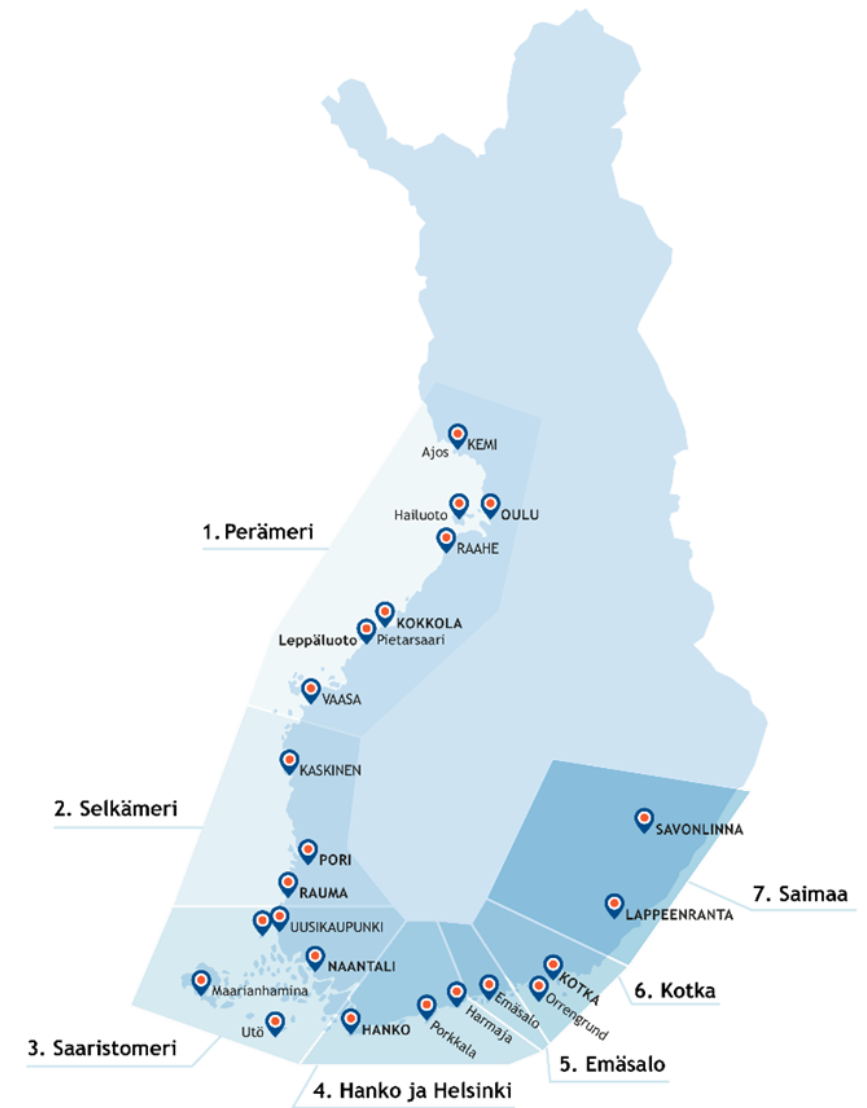 Ajos
KEMI
Hailuoto
OULU
1. Perämeri
RAAHE
KOKKOLA
Leppäluoto
Pietarsaari
VAASA
KASKINEN
2. Selkämeri
SAVONLINNA
PORI
RAUMA
7. Saimaa
LAPPEENRANTA
UUSIKAUPUNKI
NAANTALI
KOTKA
Maarianhamina
6. Kotka
Orrengrund
Emäsalo
Harmaja
Porkkala
Utö
HANKO
3. Saaristomeri
5. Emäsalo
4. Hanko ja Helsinki